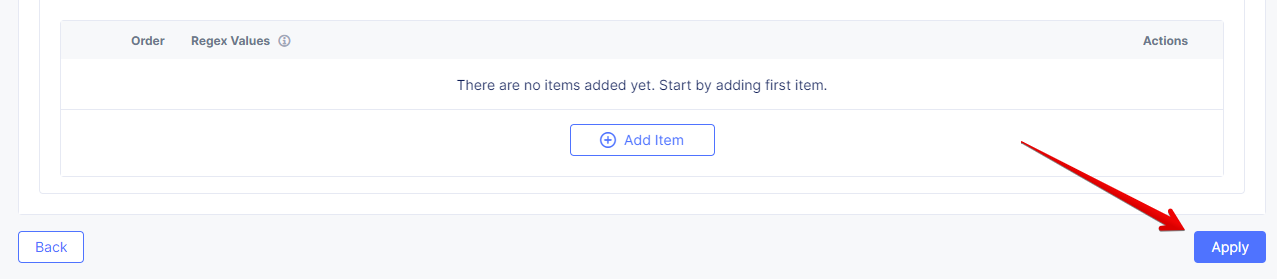 Order Regex Values Actions
There are no items added yet. Start by adding first item.
Add Item
Back Apply